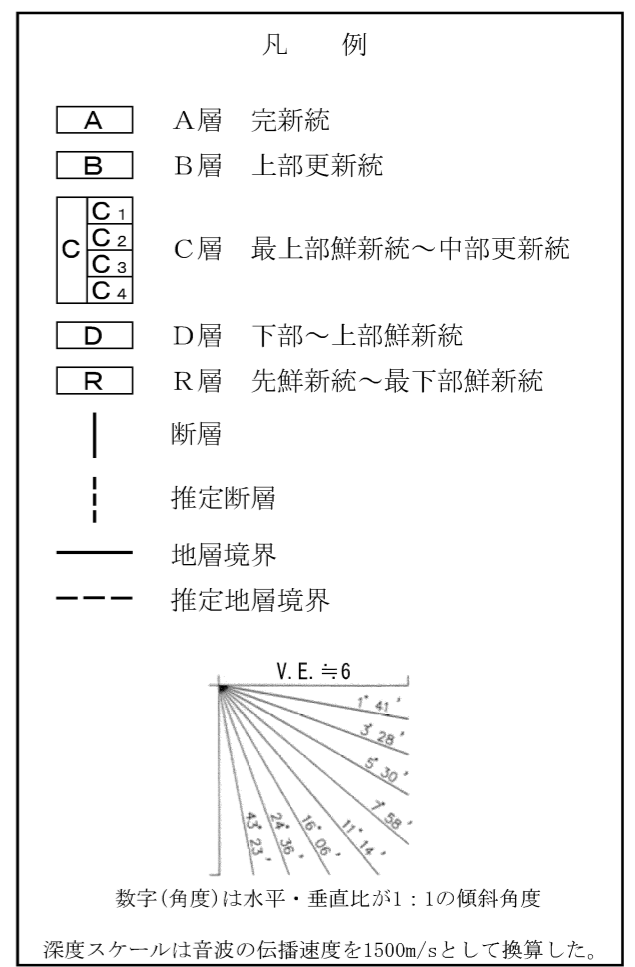 凡　例
A　A層　完新統
B　B層　上部更新統
C　C1　C2　C3　C4　C層　最上部鮮新統～中部更新統
D　D層　下部～上部鮮新統
R　R層　先鮮新統～最下部鮮新統
断層
推定断層
地層境界
推定地層境界
V.E.≒6
1°41'
3°28'
5°30'
7°58'
11°14'
16°06'
24°36'
43°23'
数字(角度)は水平・垂直比が1：1の傾斜角度
深度スケールは音波の伝播速度を1500m/sとして換算した。